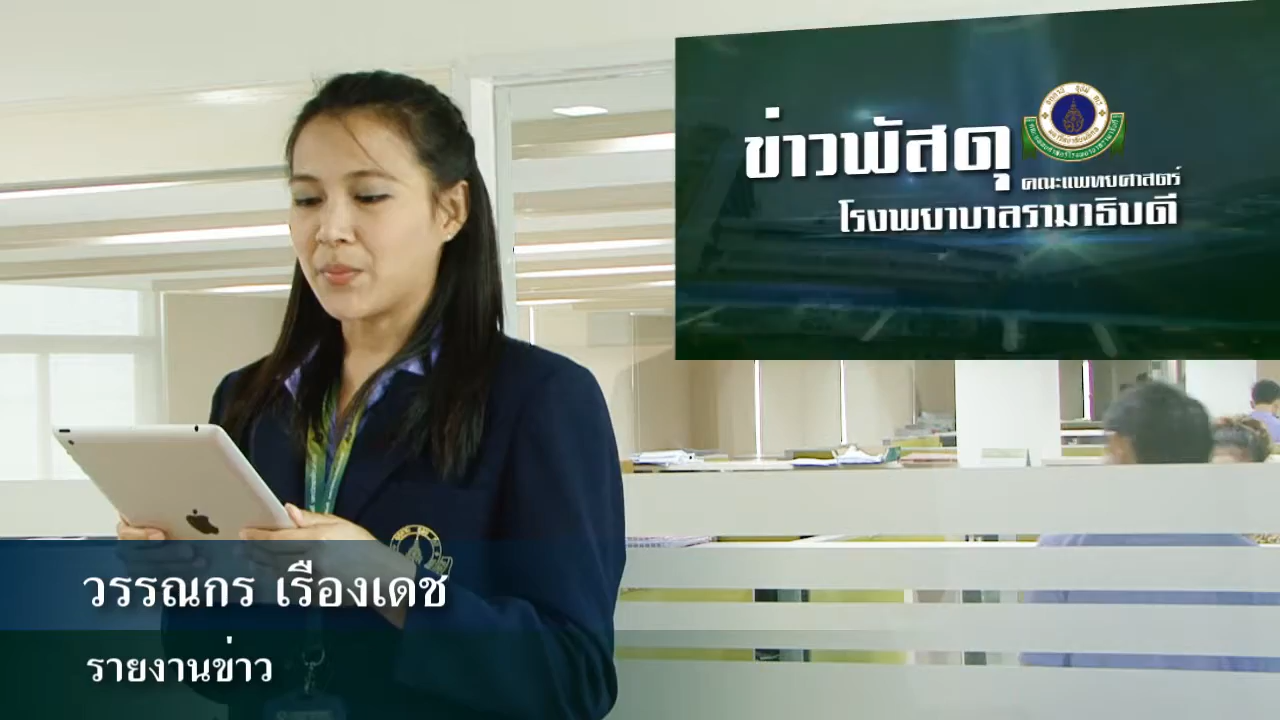 ข่าวพัสดุ
คณะแพทยศาสตร์
โรงพยาบาลรามาธิบดี
วรรณกร เรืองเดช
รายงานข่าว